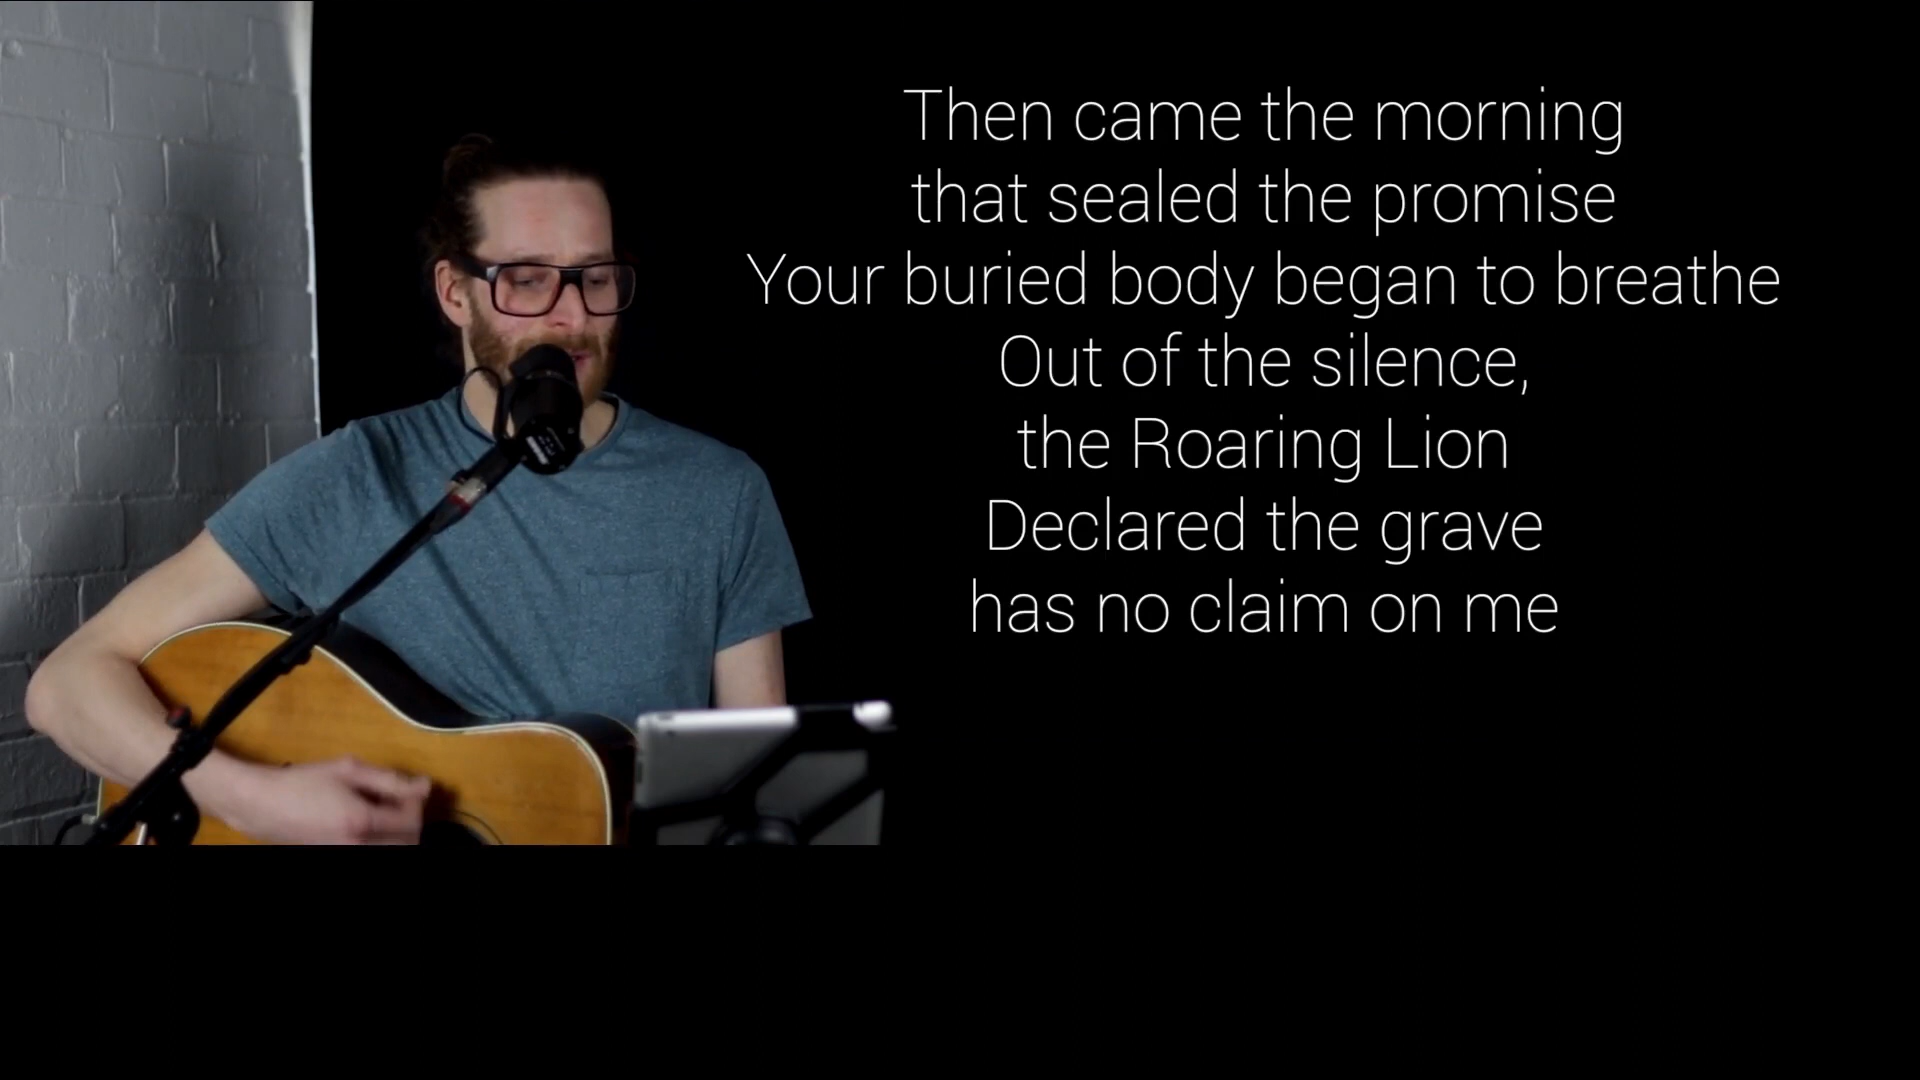 Then came the morning
that sealed the promise
Your buried body began to breathe
Out of the silence,
the Roaring Lion
Declared the grave
has no claim on me